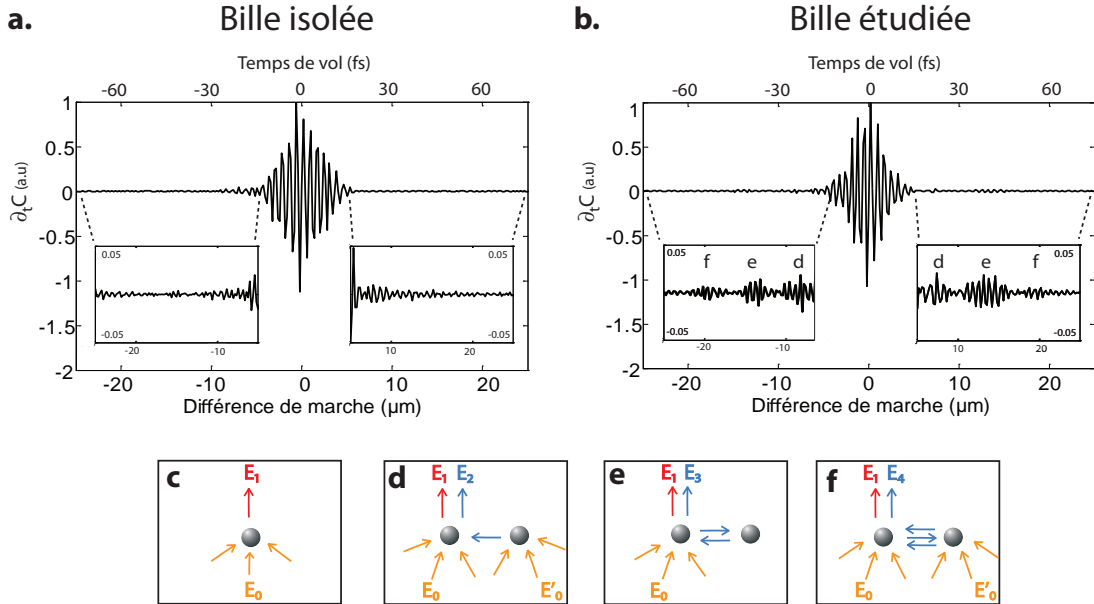 a. Bille isolée
b. Bille étudiée
Temps de vol (fs)
-60 -30 0 30 60
1
0.5
0
-0.5
-1
-1.5
-2
∂tC (a.u)
0.05 0.05
-0.05 -0.05
-20 -10
10 20
-20 -10 0 10 20
Différence de marche (µm)
Temps de vol (fs)
-60 -30 0 30 60
1
0.5
0
-0.5
-1
-1.5
-2
∂tC (a.u)
0.05 f e d
d e f 0.05
-0.05 -0.05
-20 -10
10 20
-20 -10 0 10 20
Différence de marche (µm)
c E1
E0
d E1 E2
E0 E'0
e E1 E3
E0
f E1 E4
E0 E'0